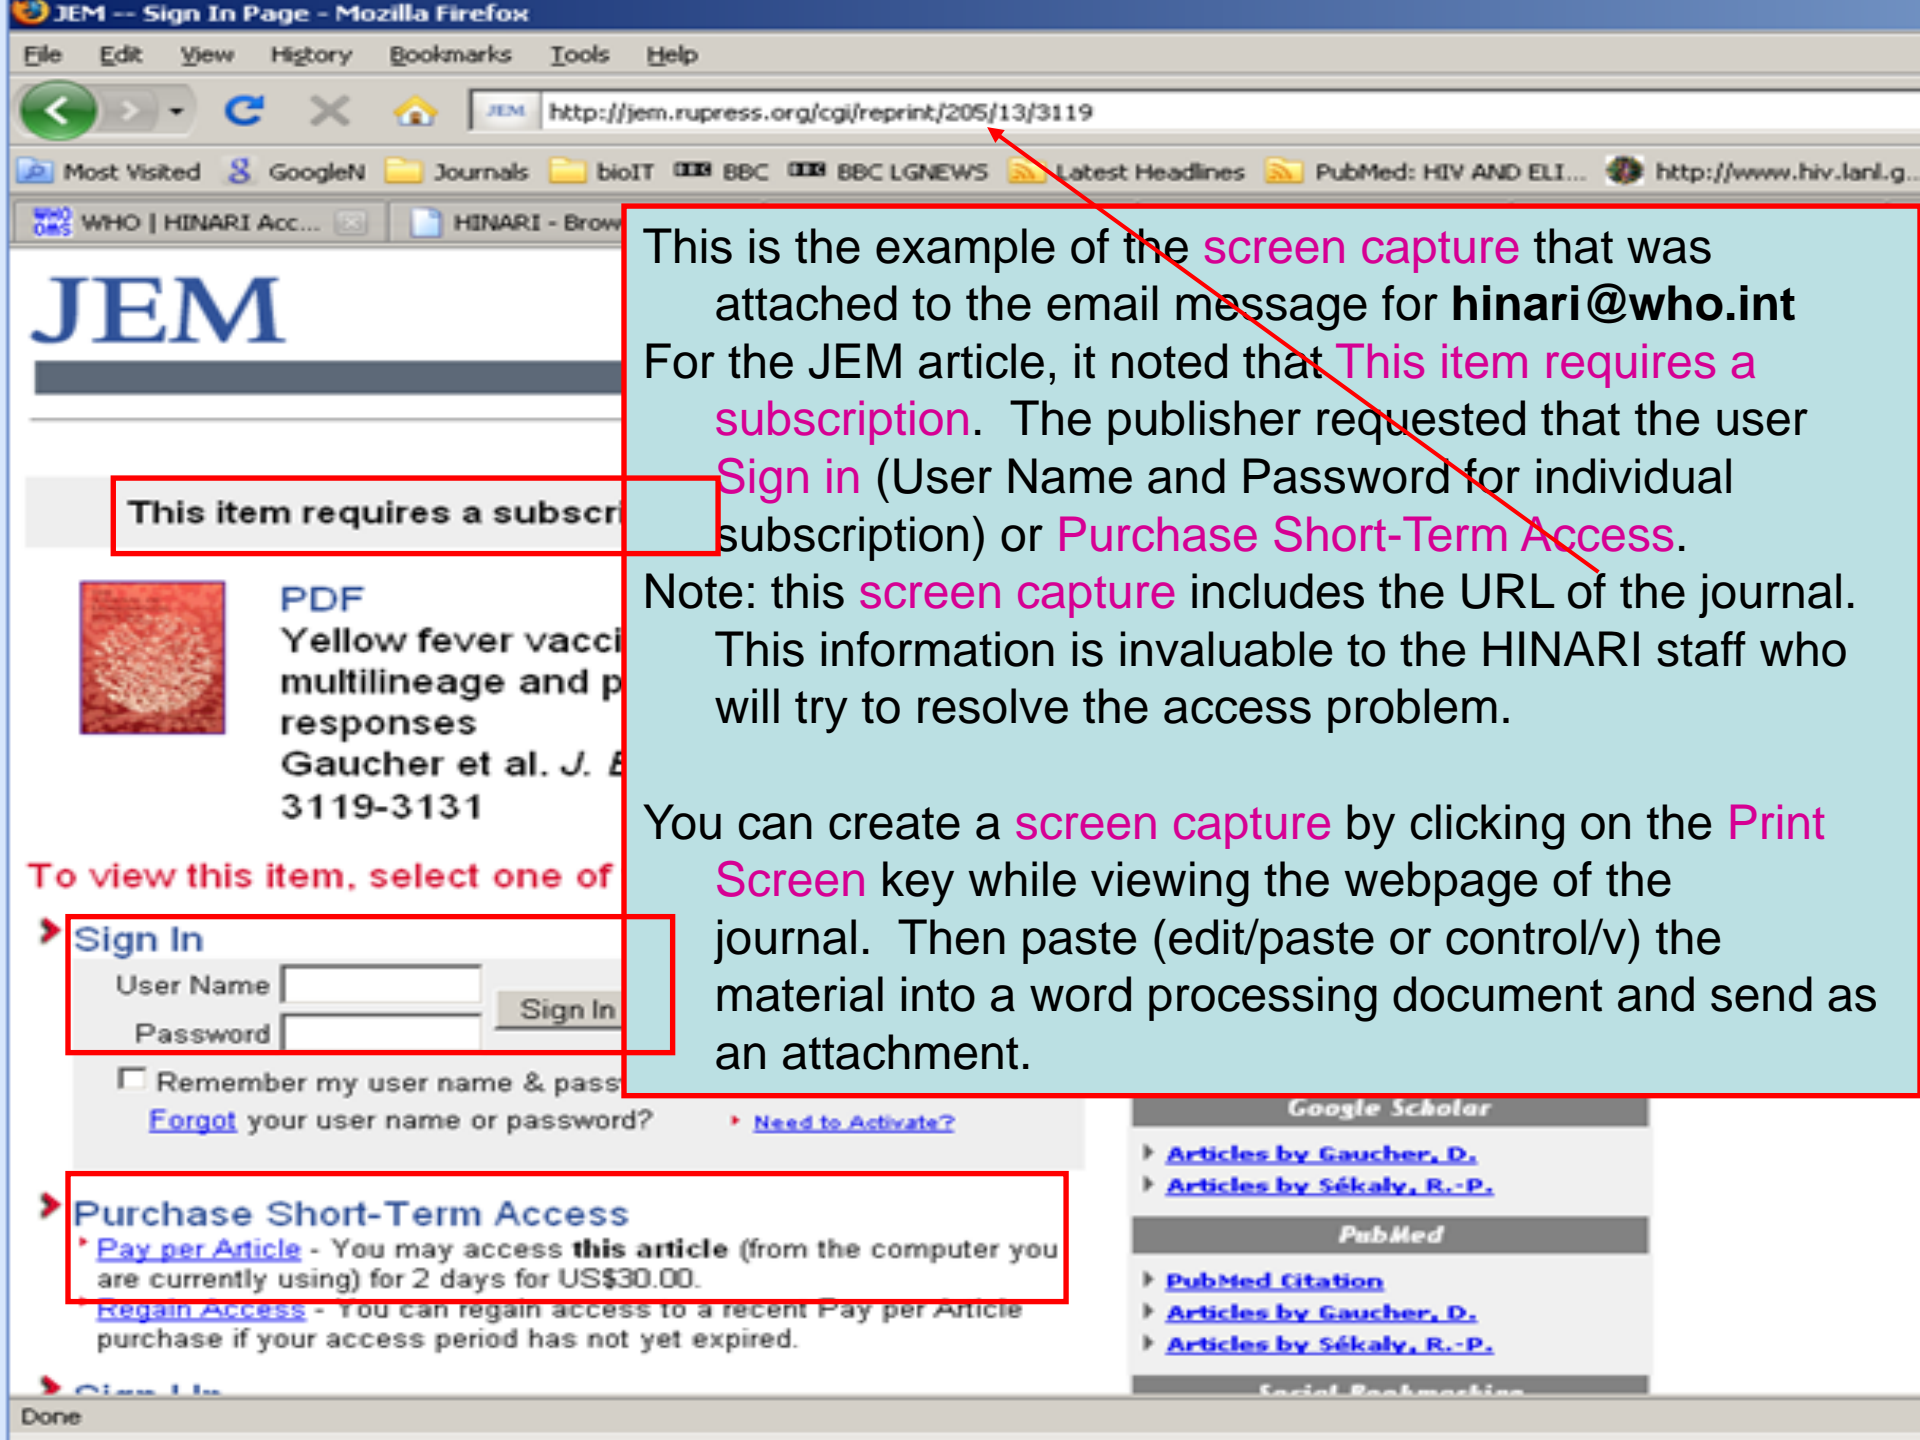 JEM -- Sign In Page - Mozilla Firefox
File Edit View History Bookmarks Tools Help
JEM http://jem.rupress.org/cgi/reprint/205/13/3119
Most Visited GoogleN Journals bioIT BBC BBC LGNEWS Latest Headlines PubMed: HIV AND ELI... http://www.hiv.lanl.g...
WHO | HINARI Acc... HINARI - Brow
JEM
This item requires a subscri
PDF
Yellow fever vacci
multilineage and p
responses
Gaucher et al. J. E
3119-3131
To view this item, select one of
Sign In
User Name
Sign In
Password
Remember my user name & pass
Forgot your user name or password? Need to Activate?
Purchase Short-Term Access
Pay per Article - You may access this article (from the computer you
are currently using) for 2 days for US$30.00.
Regain Access - You can regain access to a recent Pay per Article
purchase if your access period has not yet expired.
Sign Up
Done
This is the example of the screen capture that was
attached to the email message for hinari@who.int
For the JEM article, it noted that This item requires a
subscription. The publisher requested that the user
Sign in (User Name and Password for individual
subscription) or Purchase Short-Term Access.
Note: this screen capture includes the URL of the journal.
This information is invaluable to the HINARI staff who
will try to resolve the access problem.
You can create a screen capture by clicking on the Print
Screen key while viewing the webpage of the
journal. Then paste (edit/paste or control/v) the
material into a word processing document and send as
an attachment.
Google Scholar
Articles by Gaucher, D.
Articles by Sékaly, R.-P.
PubMed
PubMed Citation
Articles by Gaucher, D.
Articles by Sékaly, R.-P.
Social Bookmarking